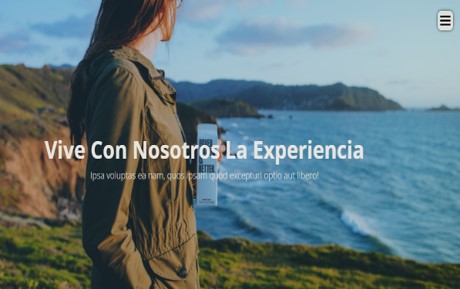 Vive Con Nosotros La Experiencia
Ipsa voluptas ea nam, quos ipsam quod excepturi optio aut libero!